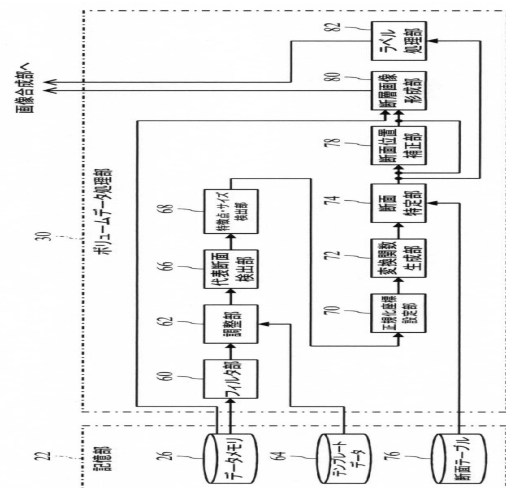 22
記憶部
30
ボリュームデータ処理部
画像合成部へ
26
データメモリ
60
フィルタ部
62
調整部
66
代表断面
検出部
68
特徴点・サイズ
検出部
64
テンプレート
データ
70
正規化座標
設定部
72
変換関数
生成部
74
断面
特定部
78
断面位置
補正部
80
断層画像
形成部
82
ラベル
処理部
76
断面テーブル